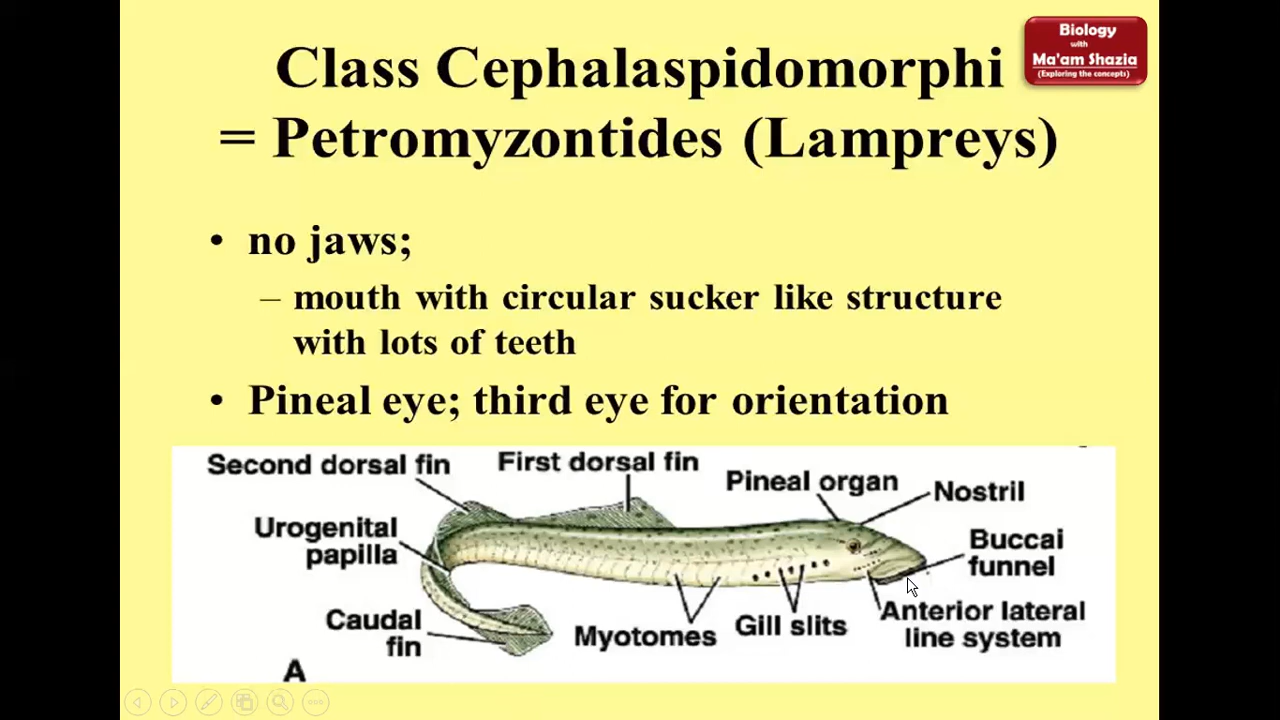 Biology
with
Ma'am Shazia
(Exploring the concepts)
Class Cephalaspidomorphi
= Petromyzontides (Lampreys)
• no jaws;
– mouth with circular sucker like structure
with lots of teeth
• Pineal eye; third eye for orientation
Second dorsal fin
First dorsal fin
Pineal organ
Nostril
Urogenital
papilla
Buccai
funnel
Caudal
fin
Myotomes
Gill slits
Anterior lateral
line system
A